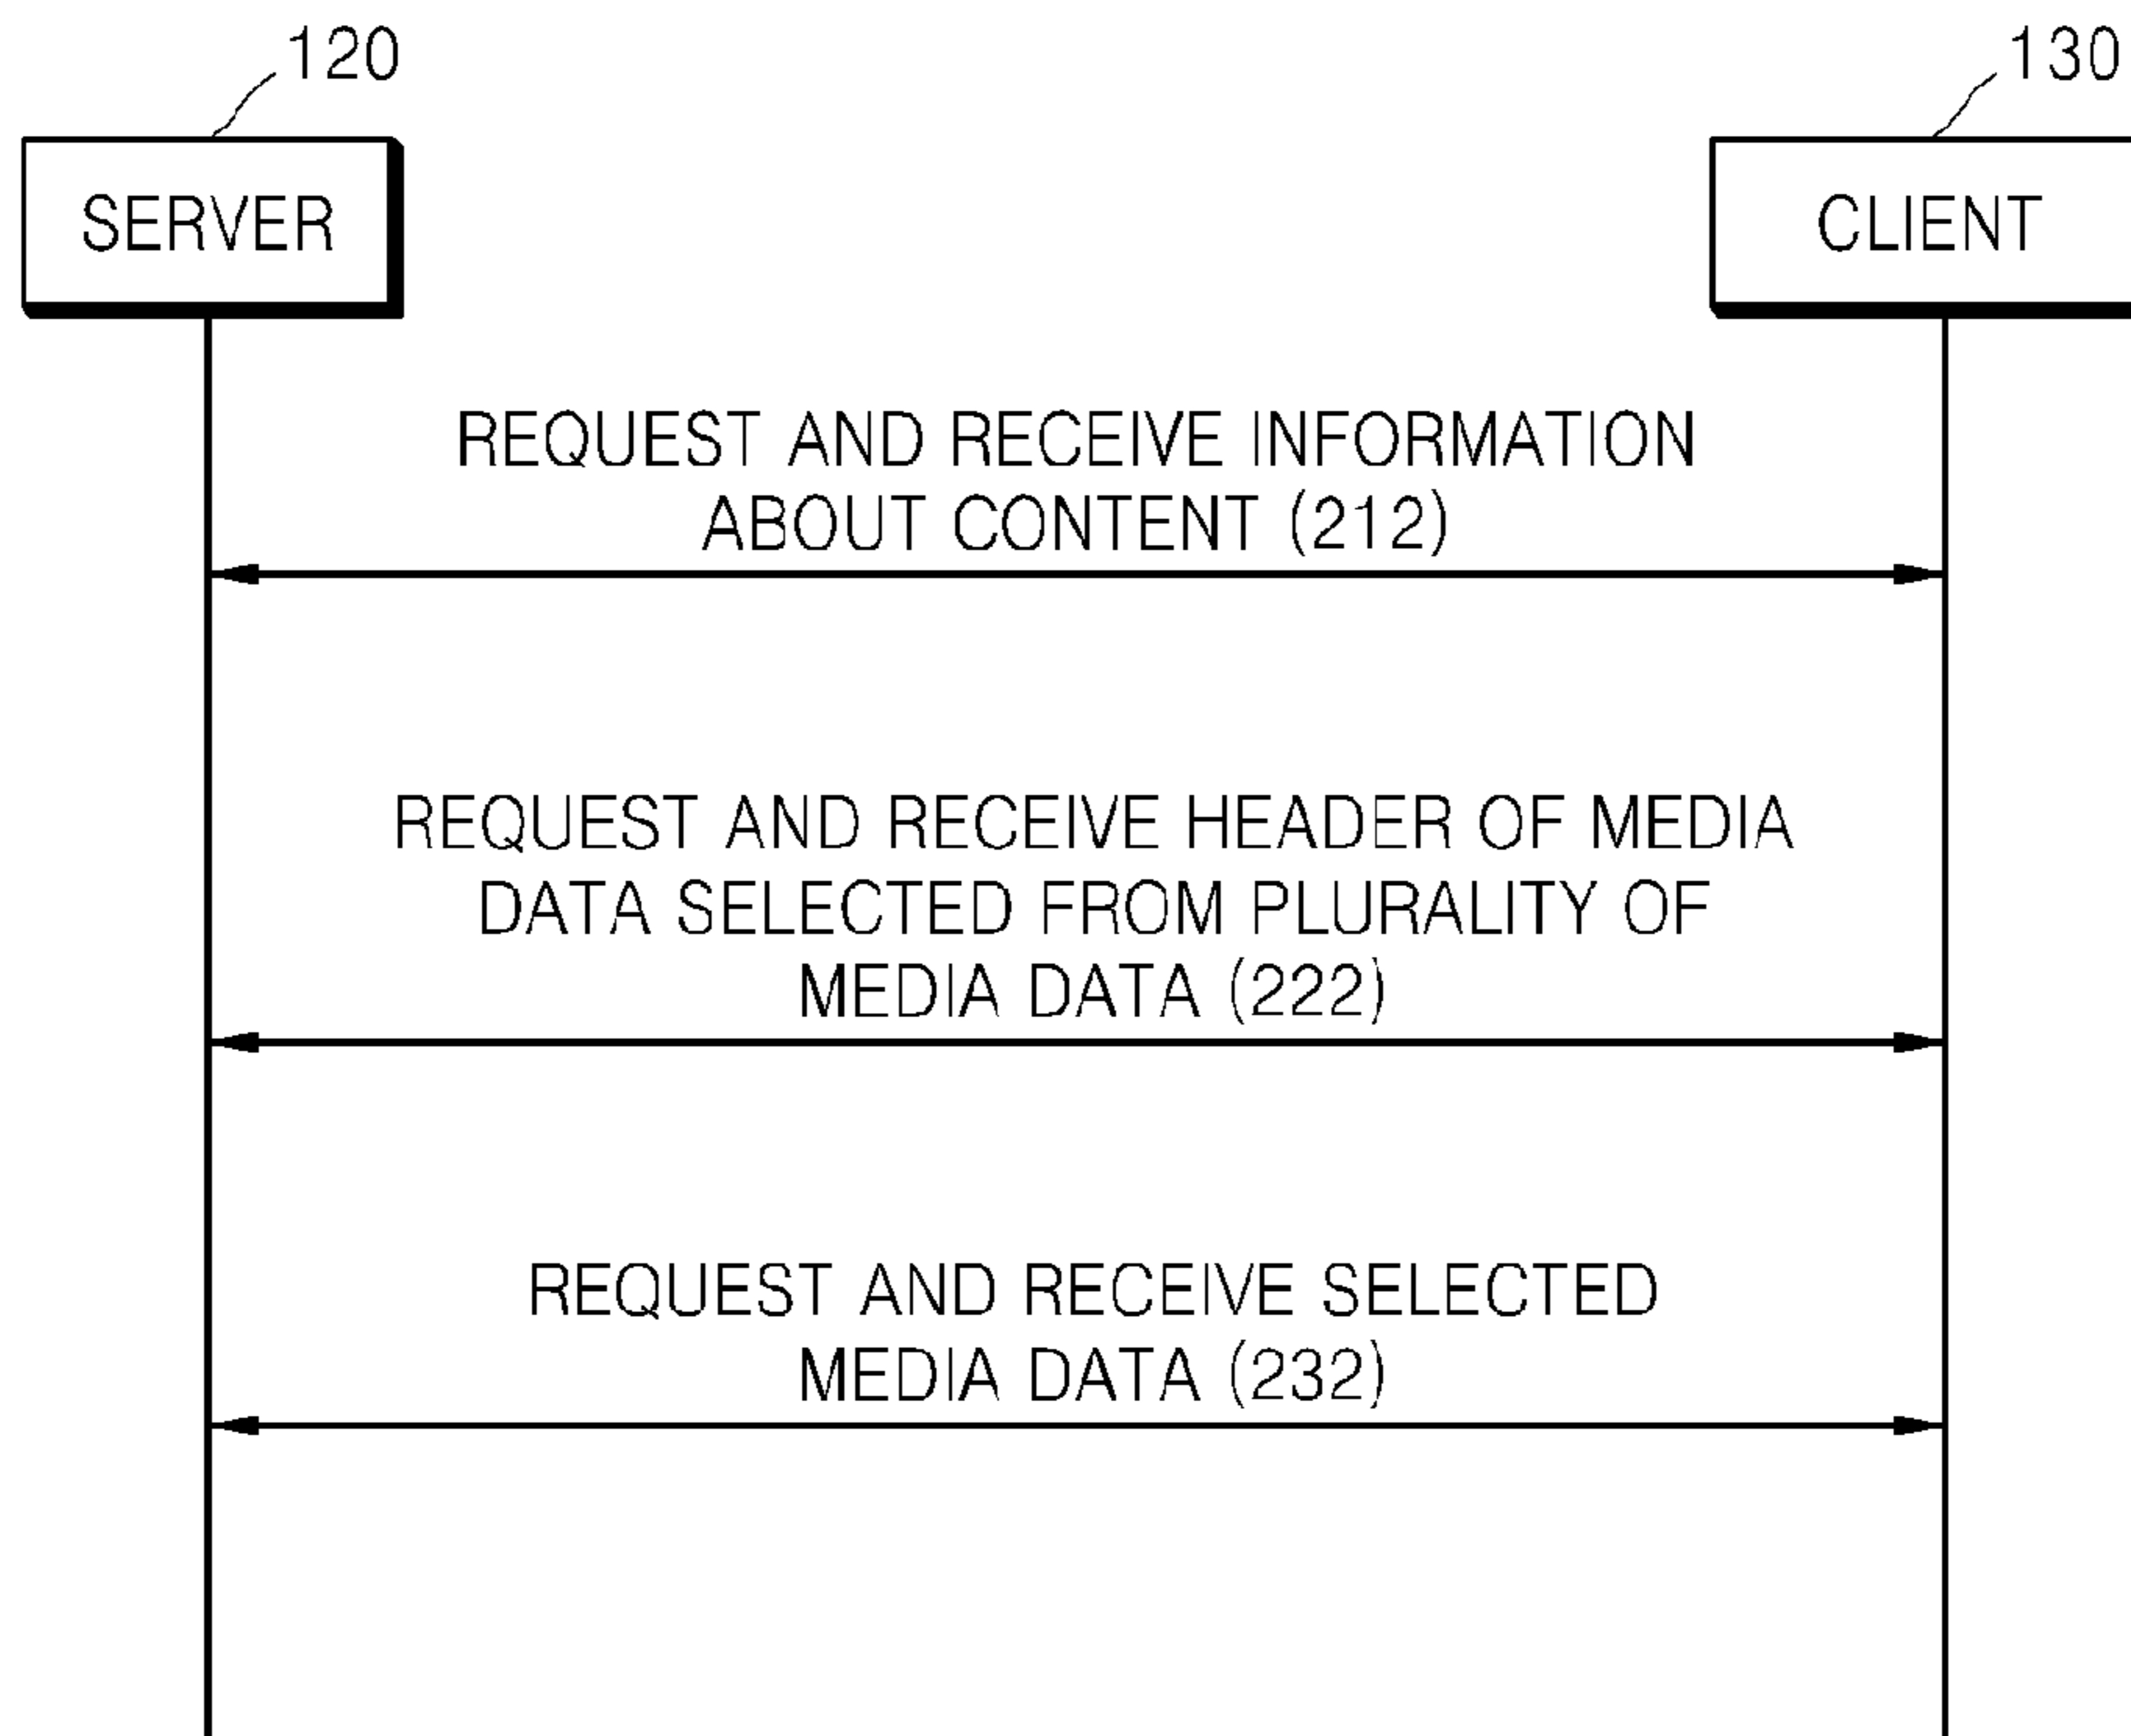 120
130
SERVER
CLIENT
REQUEST AND RECEIVE INFORMATION
ABOUT CONTENT (212)
REQUEST AND RECEIVE HEADER OF MEDIA
DATA SELECTED FROM PLURALITY OF
MEDIA DATA (222)
REQUEST AND RECEIVE SELECTED
MEDIA DATA (232)